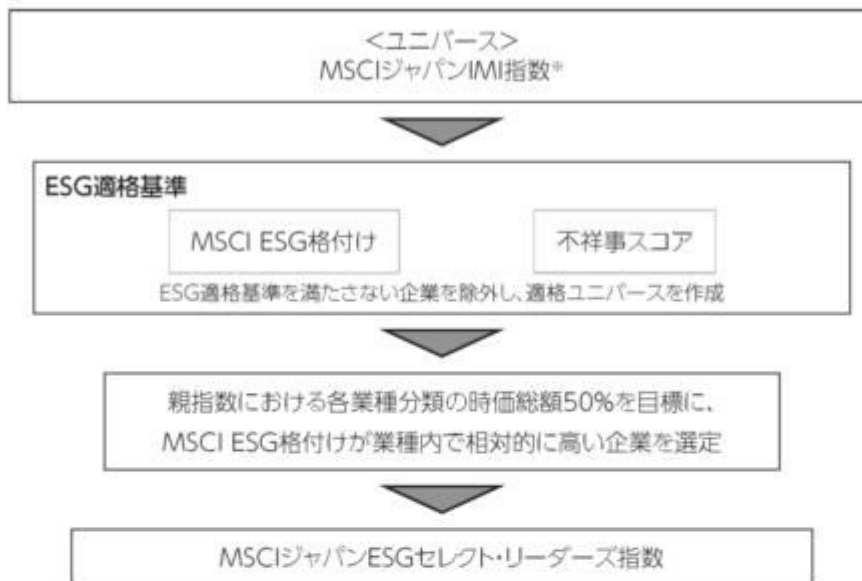 <ユニバース>
MSCIジャパンIMI指数※
ESG適格基準
MSCI ESG格付け
不祥事スコア
ESG適格基準を満たさない企業を除外し、適格ユニバースを作成
親指数における各業種分類の時価総額50%を目標に、
MSCI ESG格付けが業種内で相対的に高い企業を選定
MSCIジャパンESGセレクト・リーダーズ指数